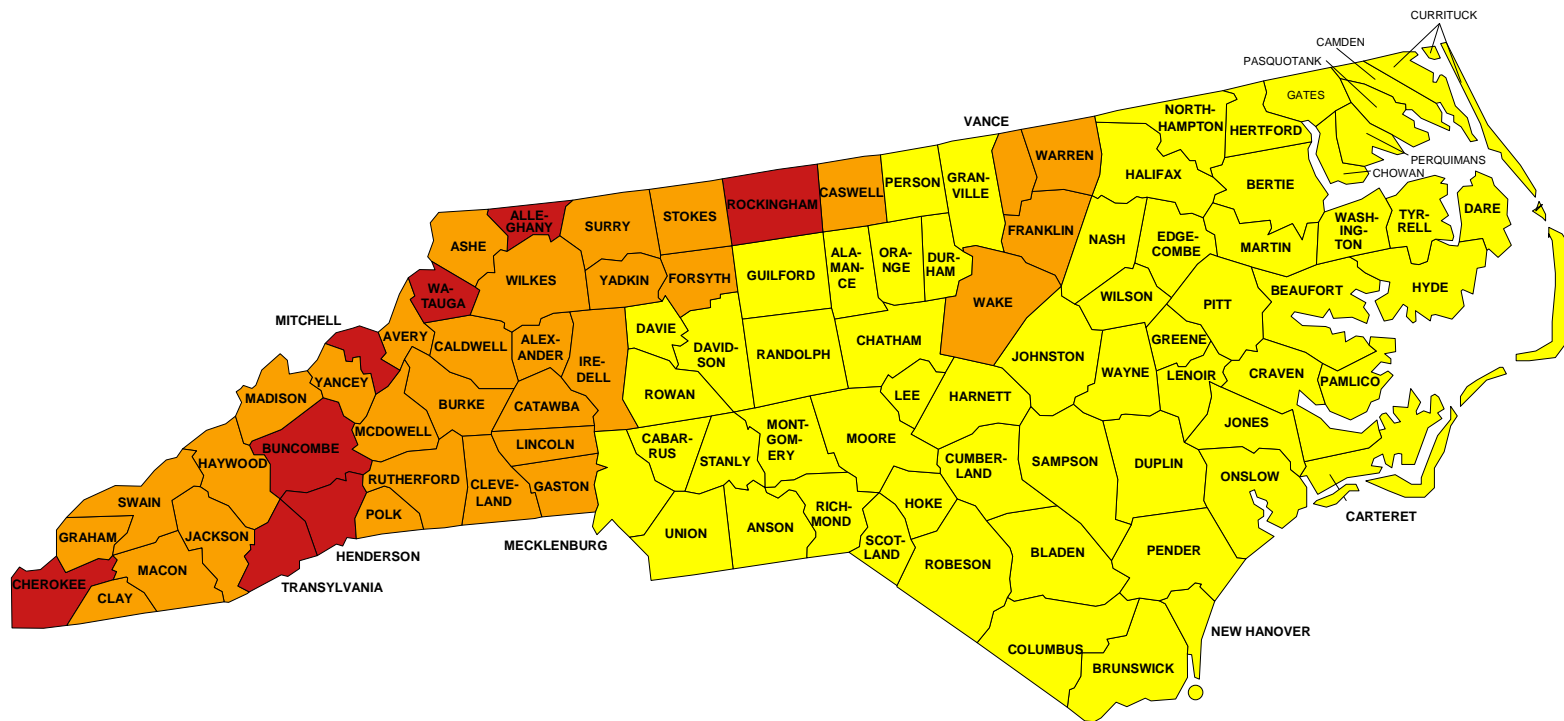 CURRITUCK
CAMDEN
PASQUOTANK
GATES
PERQUIMANS
CHOWAN
NORTH-
HAMPTON
HERTFORD
VANCE
WARREN
HALIFAX
BERTIE
PERSON
GRAN-
VILLE
CASWELL
ROCKINGHAM
STOKES
SURRY
ALLE-
GHANY
ASHE
WASH-
INGTON
TYR-
RELL
DARE
FRANKLIN
NASH
EDGE-
COMBE
MARTIN
WILKES
YADKIN
FORSYTH
GUILFORD
ALA-
MAN-
CE
OR-
ANGE
DUR-
HAM
WA-
TAUGA
WAKE
WILSON
PITT
BEAUFORT
HYDE
MITCHELL
AVERY
CALDWELL
ALEX-
ANDER
IRE-
DELL
DAVIE
DAVID-
SON
RANDOLPH
CHATHAM
JOHNSTON
GREENE
WAYNE
LENOIR
CRAVEN
PAMLICO
YANCEY
MADISON
BURKE
CATAWBA
ROWAN
LEE
HARNETT
MCDOWELL
BUNCOMBE
HAYWOOD
LINCOLN
CABAR-
RUS
STANLY
MONT-
GOM-
ERY
MOORE
JONES
CUMBER-
LAND
SAMPSON
DUPLIN
ONSLOW
RUTHERFORD
CLEVE-
LAND
GASTON
SWAIN
GRAHAM
JACKSON
POLK
MECKLENBURG
UNION
ANSON
RICH-
MOND
HOKE
SCOT-
LAND
CARTERET
HENDERSON
TRANSYLVANIA
CHEROKEE
MACON
CLAY
ROBESON
BLADEN
PENDER
NEW HANOVER
COLUMBUS
BRUNSWICK